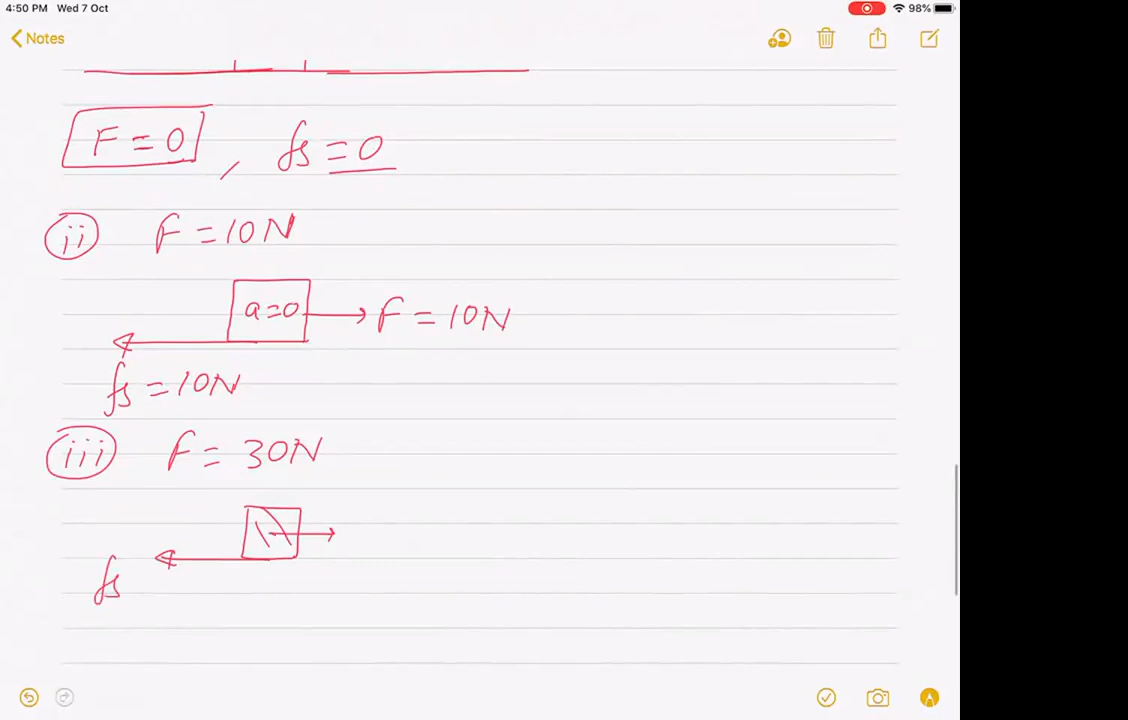 4:50 PM Wed 7 Oct
98%
Notes
F = 0 , fs = 0
ii F = 10N
a=0 F = 10N
fs = 10N
iii F = 30N
fs